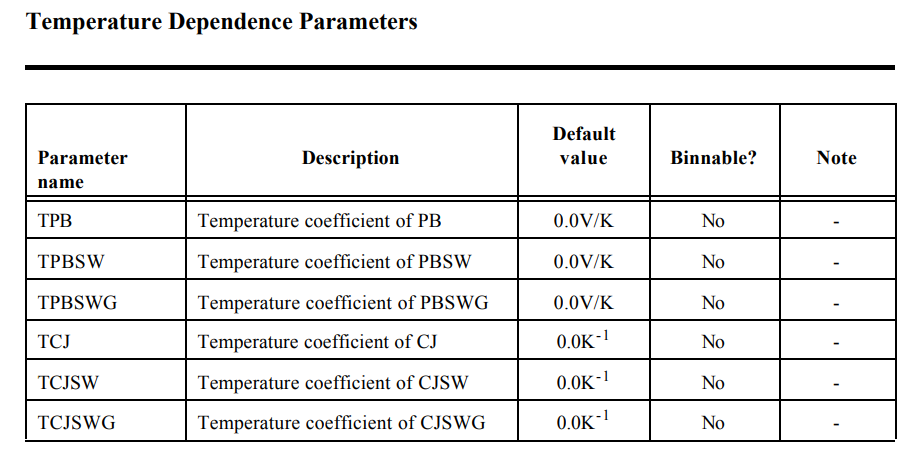 Temperature Dependence Parameters
Parameter name Description Default value Binnable? Note
TPB Temperature coefficient of PB 0.0V/K No -
TPBSW Temperature coefficient of PBSW 0.0V/K No -
TPBSWG Temperature coefficient of PBSWG 0.0V/K No -
TCJ Temperature coefficient of CJ 0.0K⁻¹ No -
TCJSW Temperature coefficient of CJSW 0.0K⁻¹ No -
TCJSWG Temperature coefficient of CJSWG 0.0K⁻¹ No -